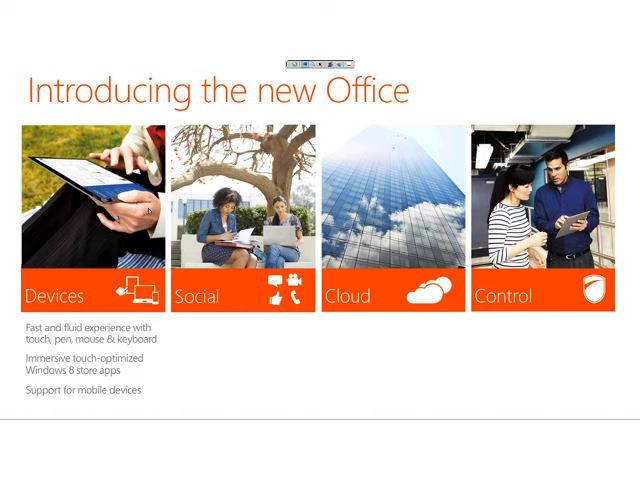 Introducing the new Office
Devices
Social
Cloud
Control
Fast and fluid experience with
touch, pen, mouse & keyboard
Immersive touch-optimized
Windows 8 store apps
Support for mobile devices